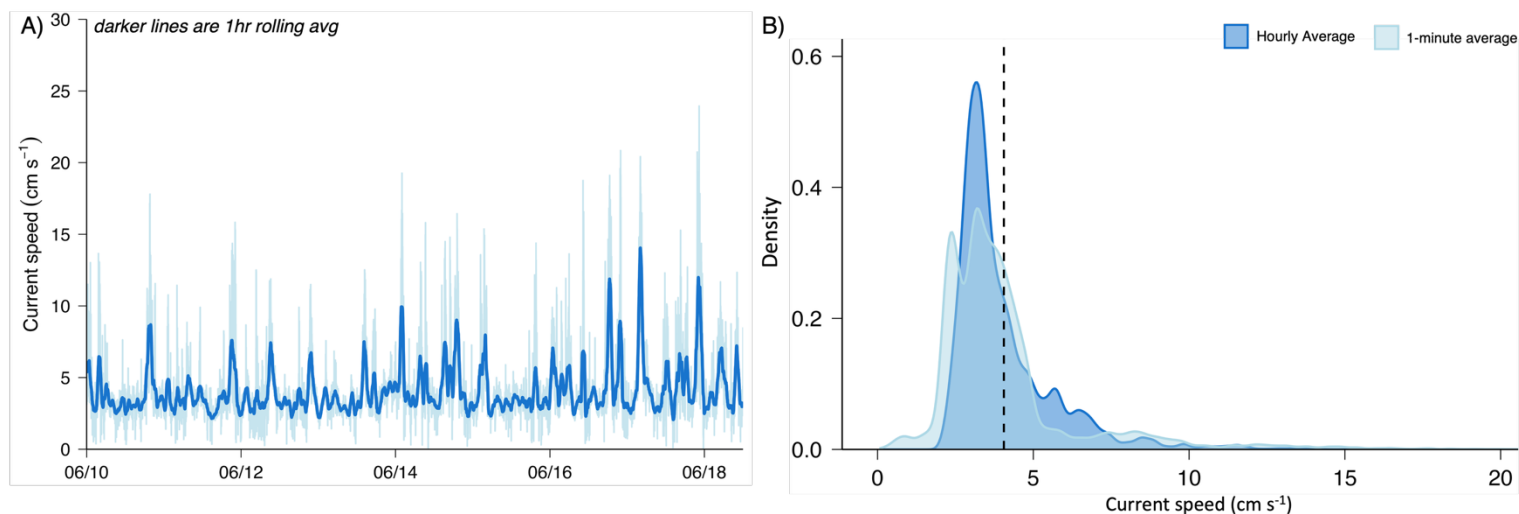 A)
darker lines are 1hr rolling avg
Current speed (cm s⁻¹)
30
25
20
15
10
5
0
06/10 06/12 06/14 06/16 06/18
B)
Hourly Average
1-minute average
Density
0.6
0.4
0.2
0.0
0 5 10 15 20
Current speed (cm s⁻¹)